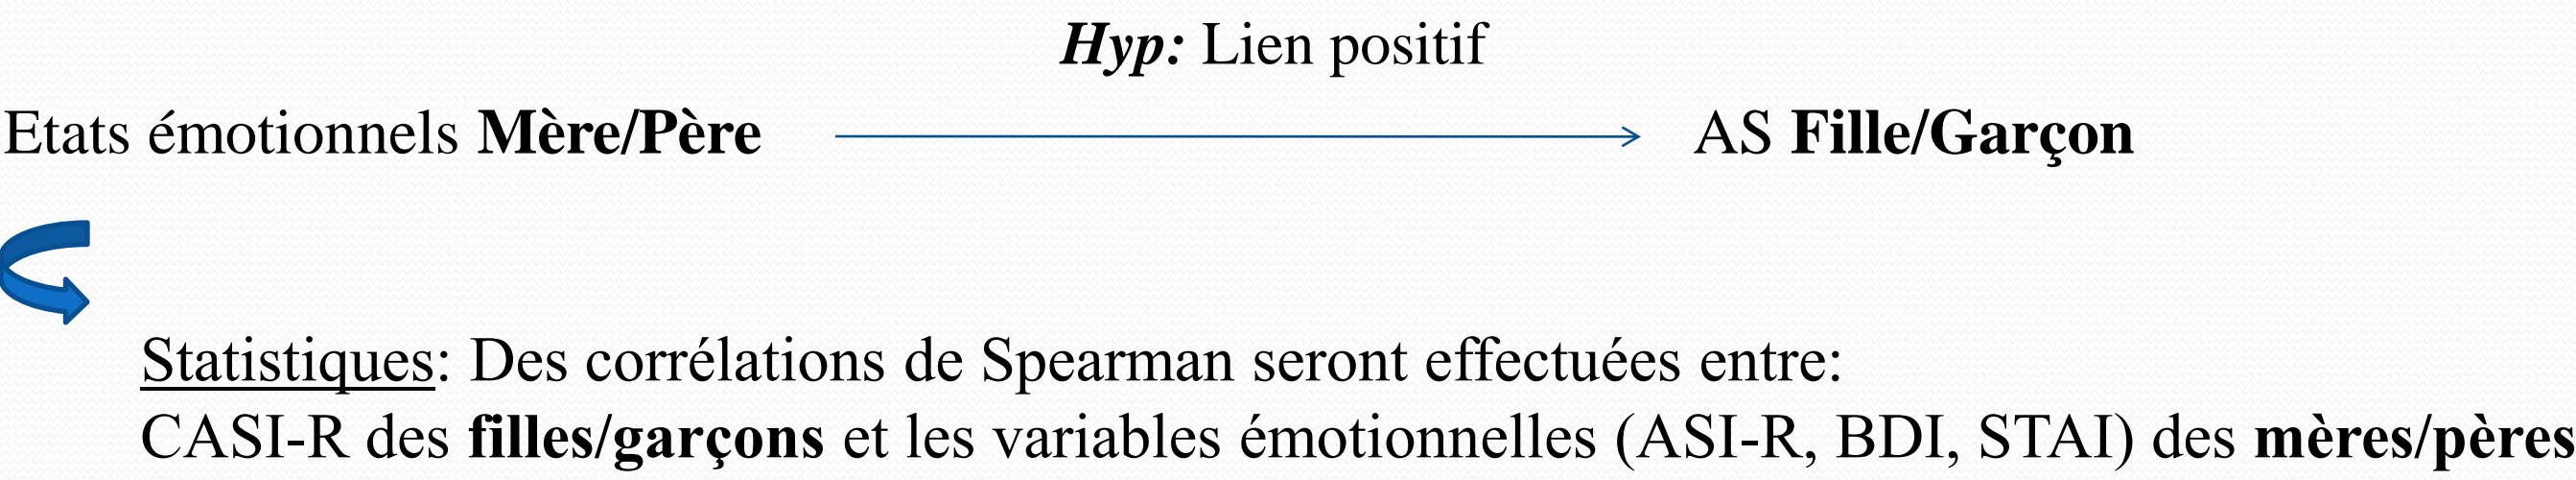 Hyp: Lien positif
Etats émotionnels Mère/Père AS Fille/Garçon
Statistiques: Des corrélations de Spearman seront effectuées entre:
CASI-R des filles/garçons et les variables émotionnelles (ASI-R, BDI, STAI) des mères/pères